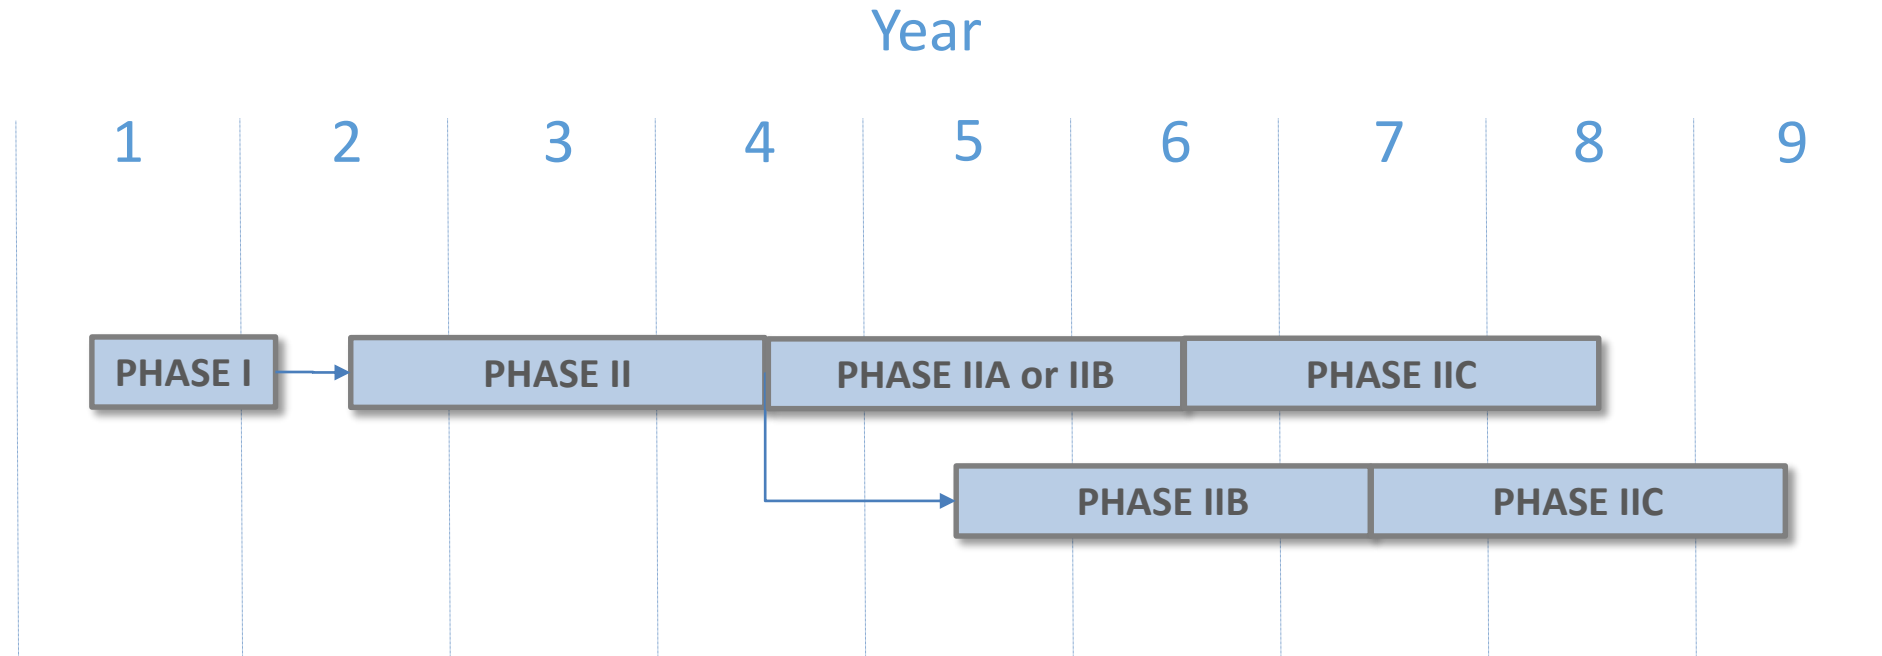 Year
1 2 3 4 5 6 7 8 9
PHASE I PHASE II PHASE IIA or IIB PHASE IIC
PHASE IIB PHASE IIC